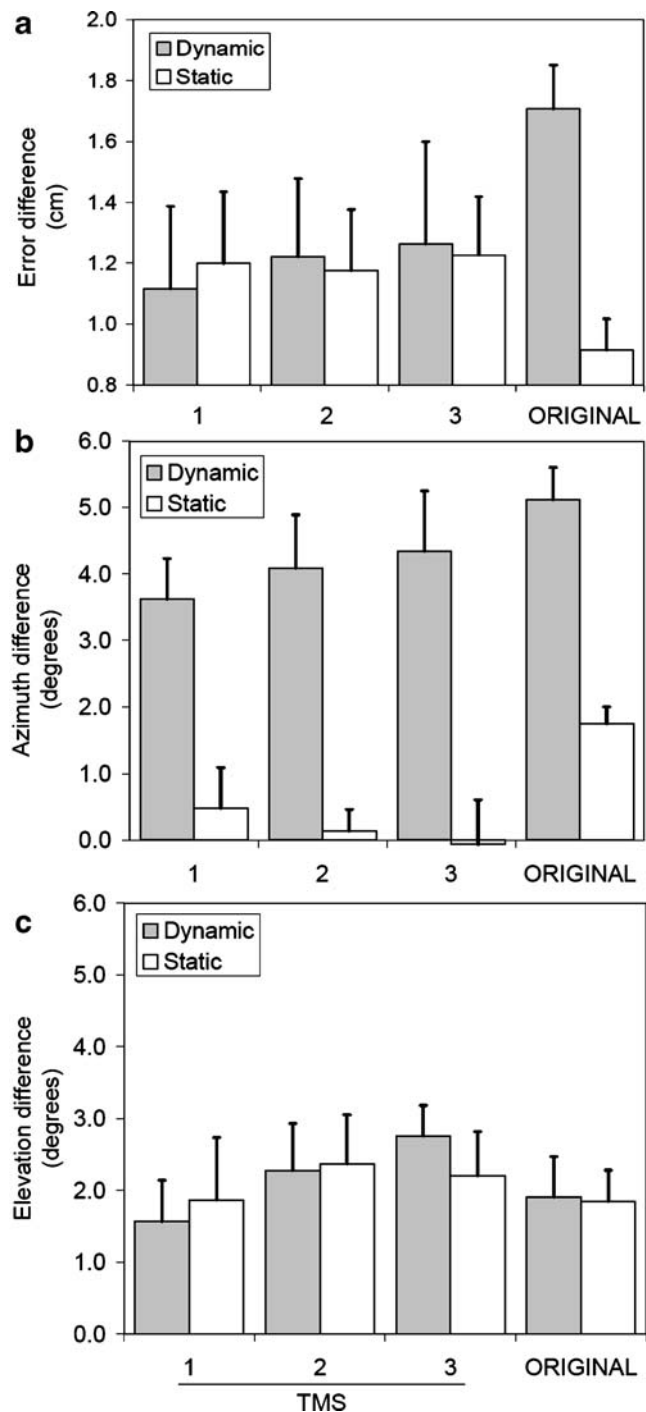 a
2.0
Dynamic
Static
1.8
1.6
1.4
1.2
1.0
0.8
Error difference
(cm)
1 2 3 ORIGINAL
b
6.0
Dynamic
Static
5.0
4.0
3.0
2.0
1.0
0.0
Azimuth difference
(degrees)
1 2 3 ORIGINAL
c
6.0
Dynamic
Static
5.0
4.0
3.0
2.0
1.0
0.0
Elevation difference
(degrees)
1 2 3 ORIGINAL
TMS